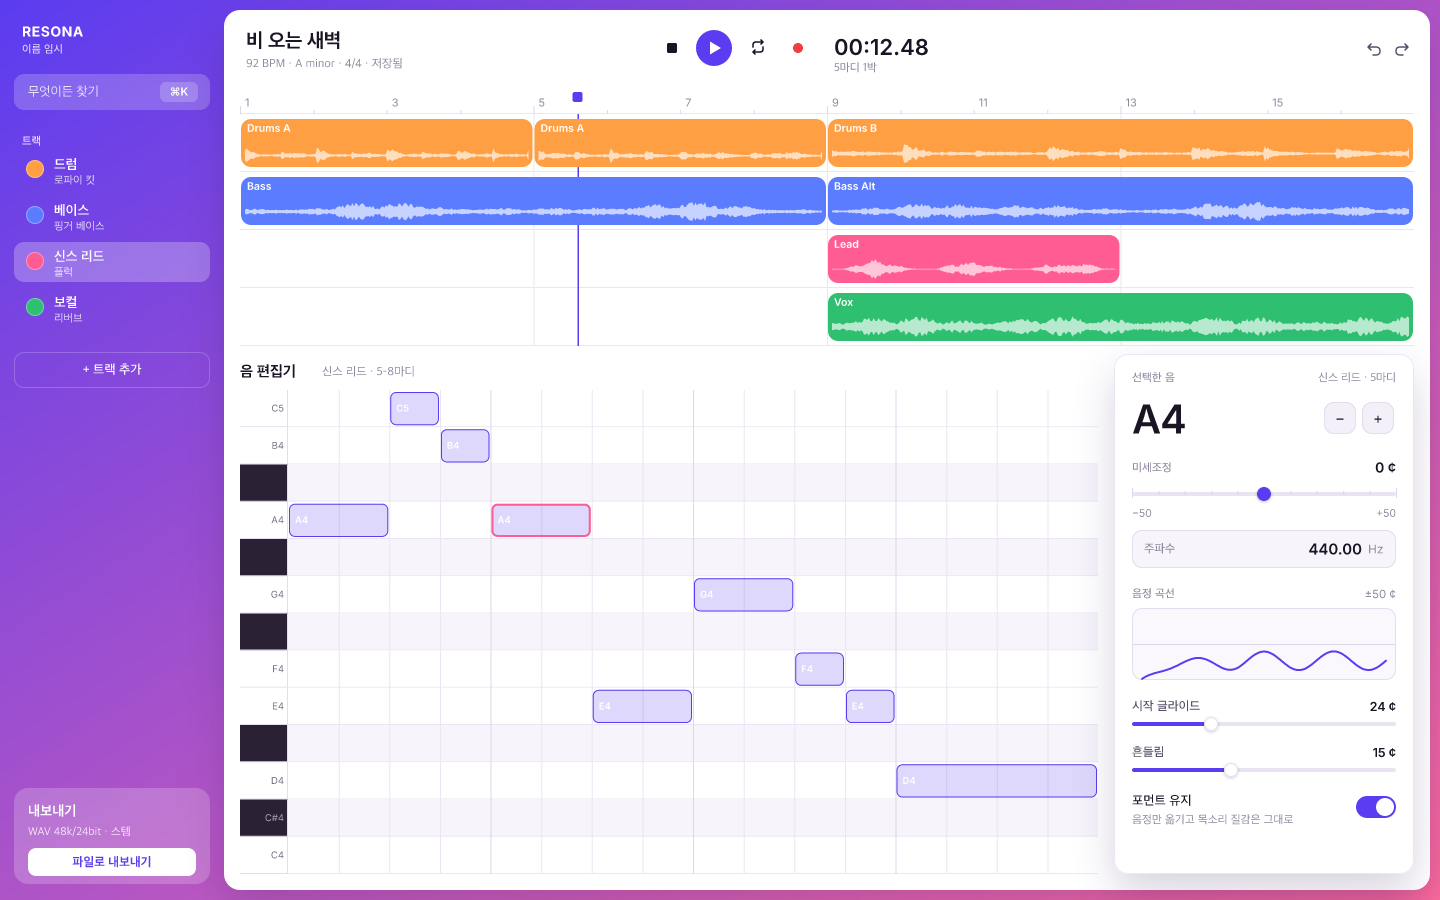 RESONA
이름 임시
무엇이든 찾기 ⌘K
트랙
드럼
로파이 킷
베이스
핑거 베이스
신스 리드
플럭
보컬
리버브
+ 트랙 추가
내보내기
WAV 48k/24bit · 스템
파일로 내보내기
비 오는 새벽
92 BPM · A minor · 4/4 · 저장됨
00:12.48
5마디 1박
1 3 5 7 9 11 13 15
Drums A Drums A Drums B
Bass Bass Alt
Lead
Vox
음 편집기 신스 리드 · 5-8마디
C5 C5
B4 B4
A4 A4 A4
G4 G4
F4 F4
E4 E4 E4
D4 D4
C#4
C4
선택한 음 신스 리드 · 5마디
A4 − +
미세조정 0 ¢
−50 +50
주파수 440.00 Hz
음정 곡선 ±50 ¢
시작 글라이드 24 ¢
흔들림 15 ¢
포먼트 유지
음정만 옮기고 목소리 질감은 그대로